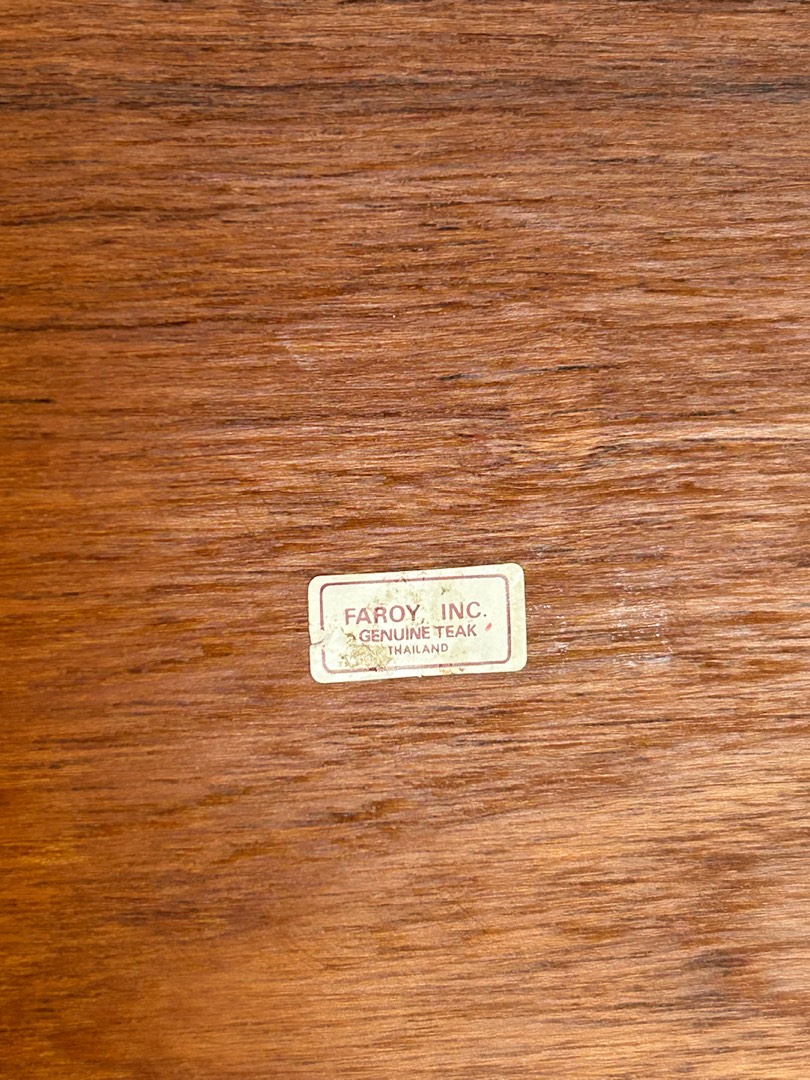 FAROY, INC.
GENUINE TEAK
THAILAND